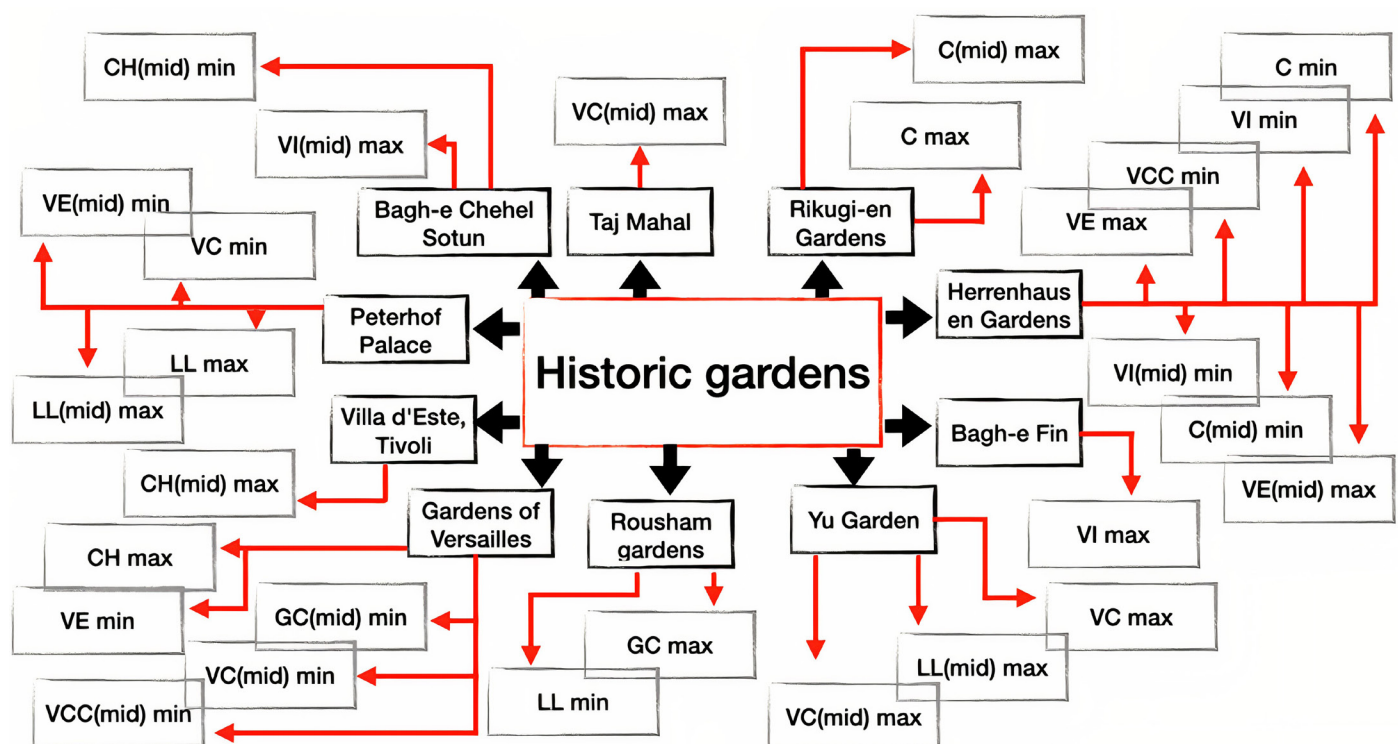 C(mid) max
CH(mid) min
C min
VC(mid) max
VI min
C max
VI(mid) max
VCC min
VE(mid) min
Bagh-e Chehel
Sotun
Taj Mahal
Rikugi-en
Gardens
VE max
VC min
Peterhof
Palace
Herrenhaus
en Gardens
Historic gardens
LL max
VI(mid) min
LL(mid) max
Villa d'Este,
Tivoli
Bagh-e Fin
C(mid) min
CH(mid) max
VE(mid) max
Gardens of
Versailles
Rousham
gardens
Yu Garden
VI max
CH max
VE min
GC(mid) min
GC max
VC max
VC(mid) min
LL(mid) max
LL min
VCC(mid) min
VC(mid) max